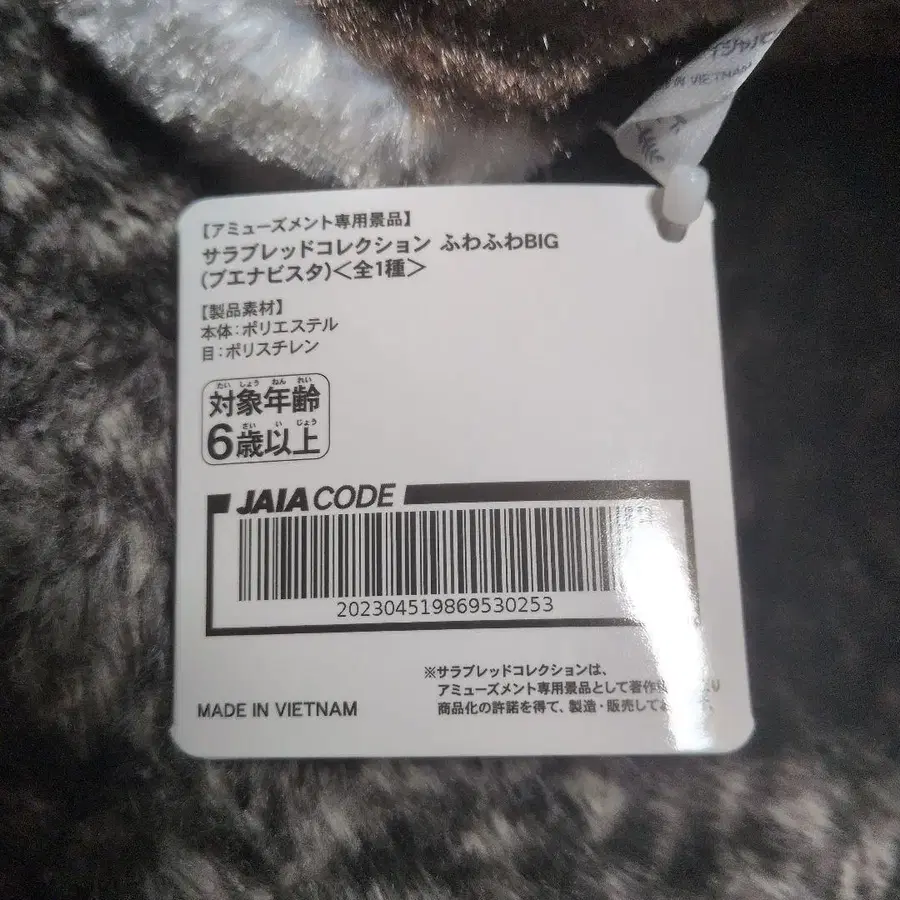 MADE IN VIETNAM
【アミューズメント専用景品】
サラブレッドコレクション ふわふわBIG
(ブエナビスタ)<全1種>
【製品素材】
本体:ポリエステル
目:ポリスチレン
たいしょうねんれい
対象年齢
さい い じょう
6歳以上
JAIA CODE
202304519869530253
※サラブレッドコレクションは、
アミューズメント専用景品として著作
商品化の許諾を得て、製造・販売して
MADE IN VIETNAM